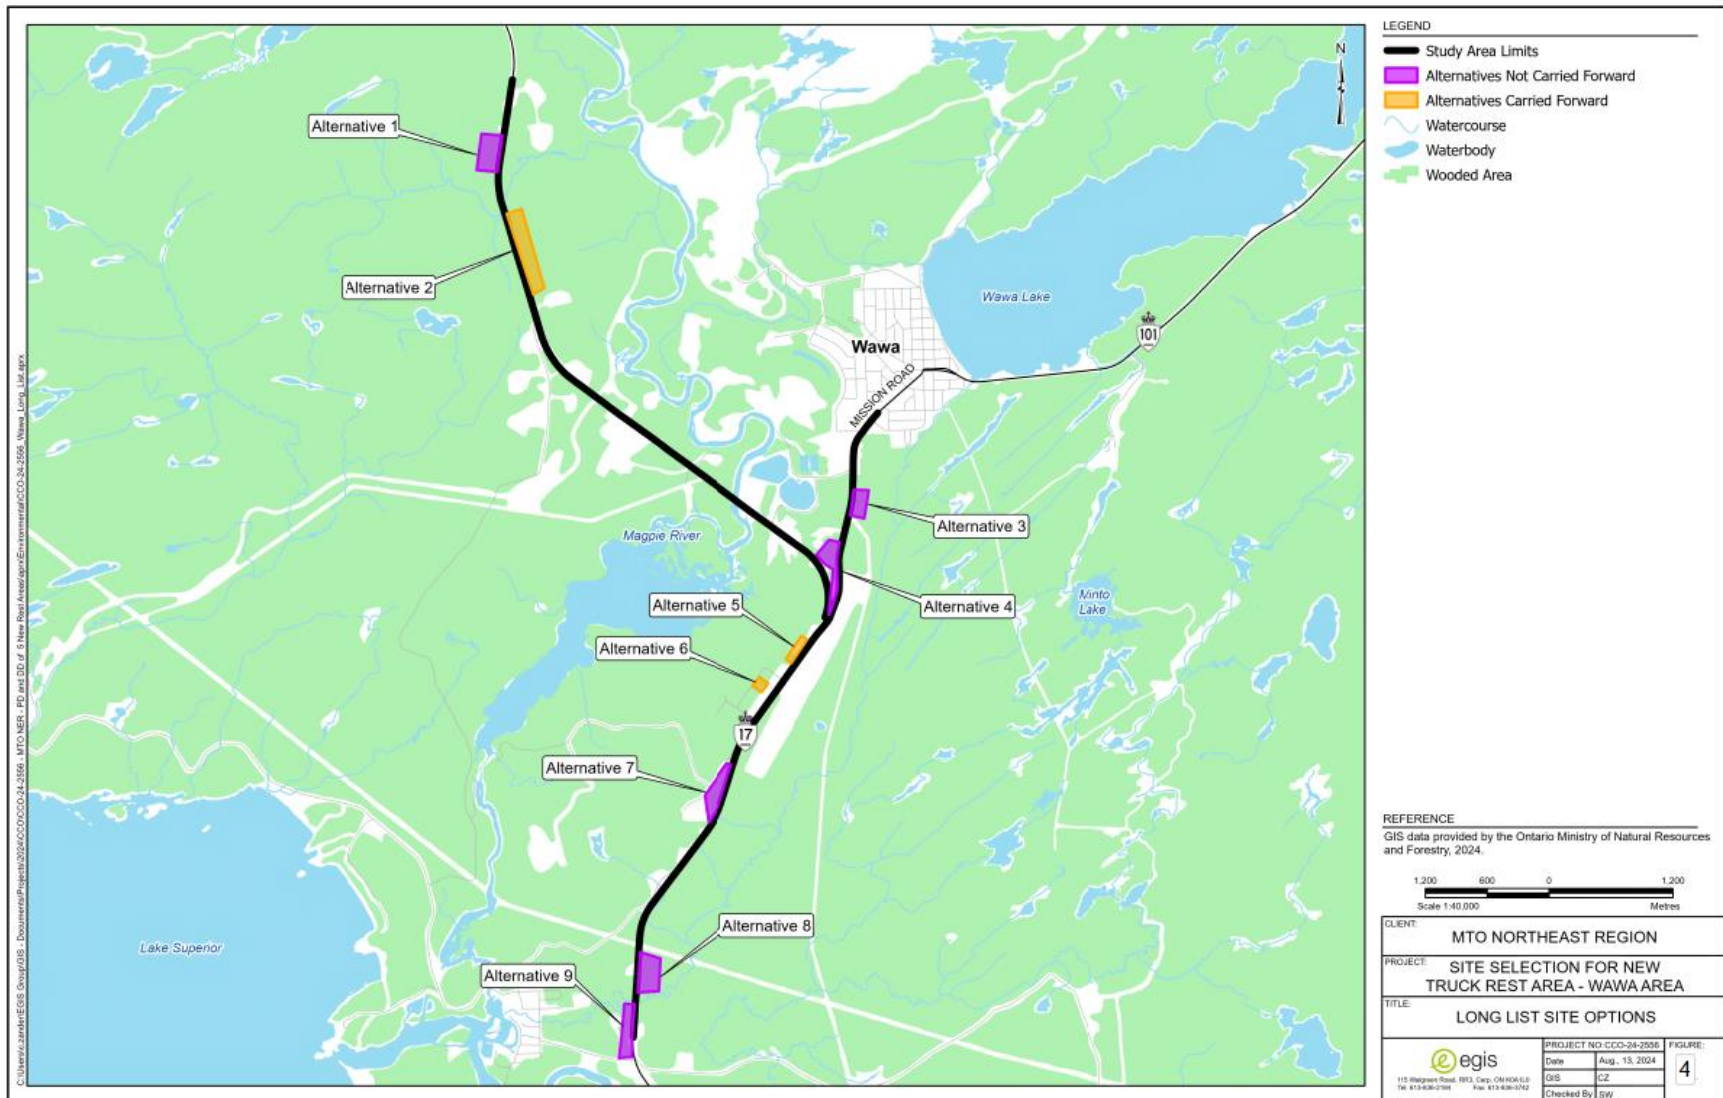 Alternative 1
Alternative 2
Wawa
MISSION ROAD
Wawa Lake
101
N
Magpie River
Alternative 3
Alternative 4
Alternative 5
Alternative 6
Minto
Lake
17
Alternative 7
Alternative 8
Alternative 9
Lake Superior
LEGEND
Study Area Limits
Alternatives Not Carried Forward
Alternatives Carried Forward
Watercourse
Waterbody
Wooded Area
REFERENCE
GIS data provided by the Ontario Ministry of Natural Resources
and Forestry, 2024.
1,200 600 0 1,200
Scale 1:40,000 Metres
CLIENT:
MTO NORTHEAST REGION
PROJECT:
SITE SELECTION FOR NEW
TRUCK REST AREA - WAWA AREA
TITLE:
LONG LIST SITE OPTIONS
egis
PROJECT NO:CCO-24-2556
Date Aug., 13, 2024
GIS CZ
Checked By SW
FIGURE:
4